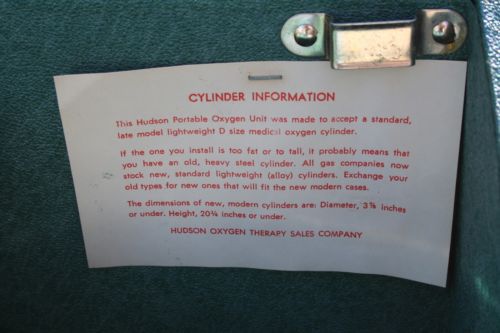 CYLINDER INFORMATION
This Hudson Portable Oxygen Unit was made to accept a standard,
late model lightweight D size medical oxygen cylinder.
If the one you install is too fat or to tall, it probably means that
you have an old, heavy steel cylinder. All gas companies now
stock new, standard lightweight (alloy) cylinders. Exchange your
old types for new ones that will fit the new modern cases.
The dimensions of new, modern cylinders are: Diameter, inches
or under. Height, 20¼ inches or under.
HUDSON OXYGEN THERAPY SALES COMPANY